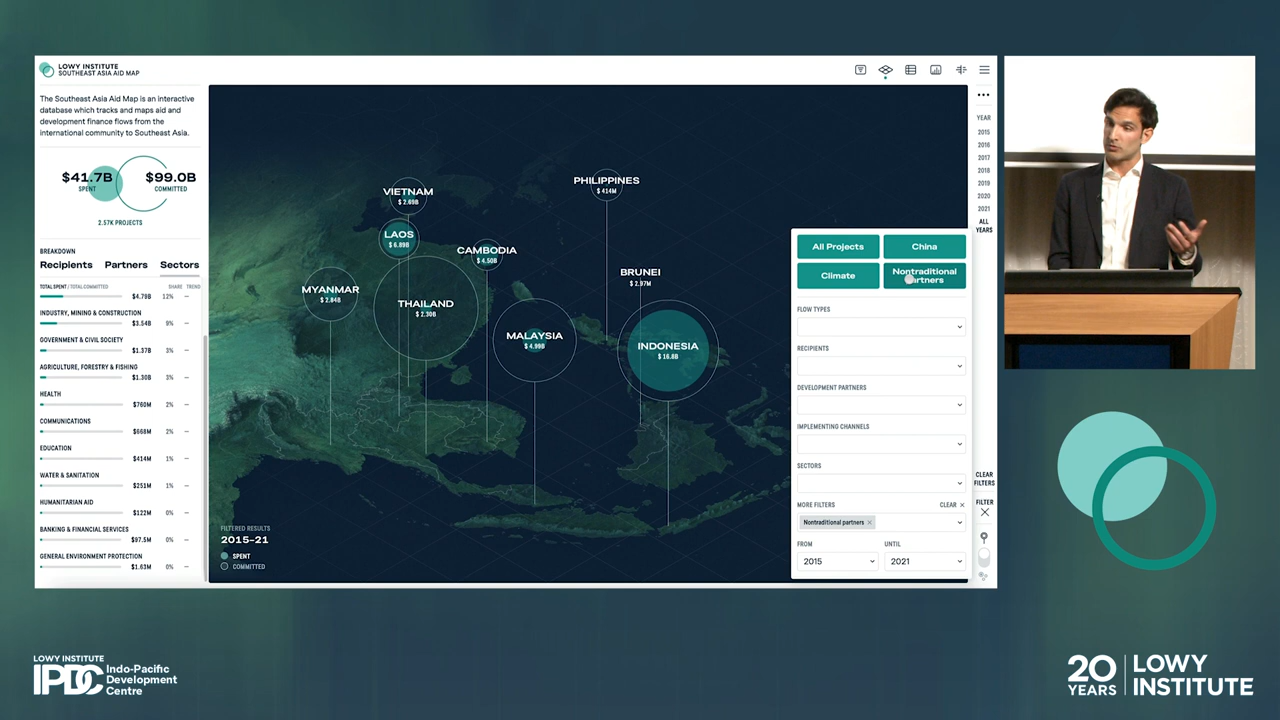 LOWY INSTITUTE
SOUTHEAST ASIA AID MAP
The Southeast Asia Aid Map is an interactive
database which tracks and maps aid and
development finance flows from the
international community to Southeast Asia.
$41.7B
SPENT
$99.0B
COMMITTED
2.57K PROJECTS
BREAKDOWN
Recipients Partners Sectors
TOTAL SPENT / TOTAL COMMITTED SHARE TREND
$4.79B 12% –
INDUSTRY, MINING & CONSTRUCTION
$3.54B 9% –
GOVERNMENT & CIVIL SOCIETY
$1.37B 3% –
AGRICULTURE, FORESTRY & FISHING
$1.30B 3% –
HEALTH
$760M 2% –
COMMUNICATIONS
$668M 2% –
EDUCATION
$414M 1% –
WATER & SANITATION
$251M 1% –
HUMANITARIAN AID
$122M 0% –
BANKING & FINANCIAL SERVICES
$97.5M 0% –
GENERAL ENVIRONMENT PROTECTION
$1.63M 0% –
VIETNAM
$ 2.69B
LAOS
$ 6.89B
CAMBODIA
$ 4.50B
PHILIPPINES
$ 414M
MYANMAR
$ 2.84B
THAILAND
$ 2.30B
BRUNEI
$ 2.97M
MALAYSIA
$ 4.99B
INDONESIA
$ 16.8B
FILTERED RESULTS
2015–21
SPENT
COMMITTED
All Projects
China
Climate
Nontraditional
partners
FLOW TYPES
RECIPIENTS
DEVELOPMENT PARTNERS
IMPLEMENTING CHANNELS
SECTORS
MORE FILTERS CLEAR ×
Nontraditional partners ×
FROM UNTIL
2015 2021
•••
YEAR
2015
2016
2017
2018
2019
2020
2021
ALL
YEARS
CLEAR
FILTERS
FILTER
LOWY INSTITUTE
IPDC
Indo-Pacific
Development
Centre
20
YEARS
LOWY
INSTITUTE